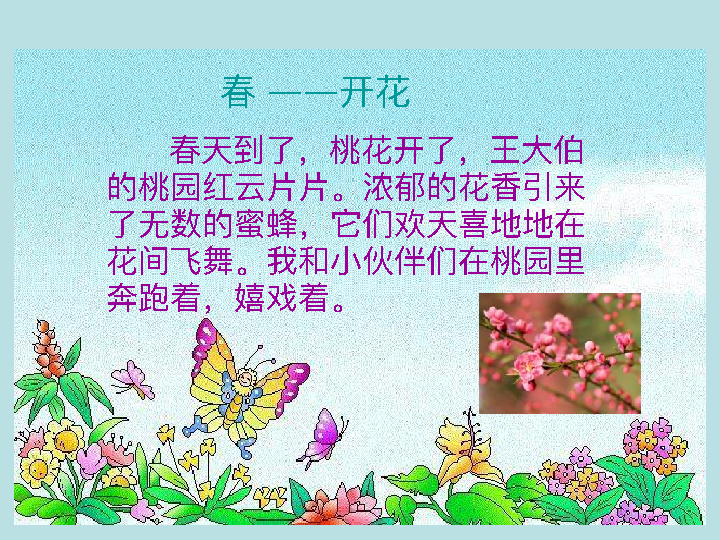 春 ——开花
春天到了，桃花开了，王大伯
的桃园红云片片。浓郁的花香引来
了无数的蜜蜂，它们欢天喜地地在
花间飞舞。我和小伙伴们在桃园里
奔跑着，嬉戏着。